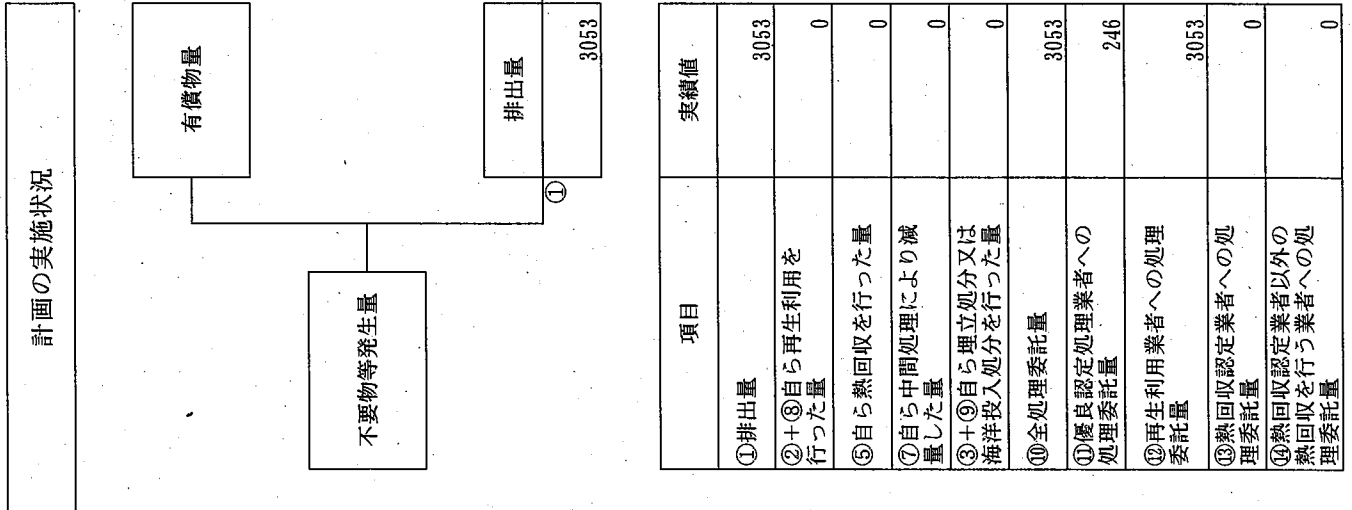 計画の実施状況
有償物量
不要物等発生量
排出量
①
3053
項目
実績値
①排出量
3053
②+⑧自ら再生利用を
行った量
0
⑤自ら熱回収を行った量
0
⑦自ら中間処理により減
量した量
0
③+⑨自ら埋立処分又は
海洋投入処分を行った量
0
⑩全処理委託量
3053
⑪優良認定処理業者への
処理委託量
246
⑫再生利用業者への処理
委託量
3053
⑬熱回収認定業者への処
理委託量
0
⑭熱回収認定業者以外の
熱回収を行う業者への処
理委託量
0